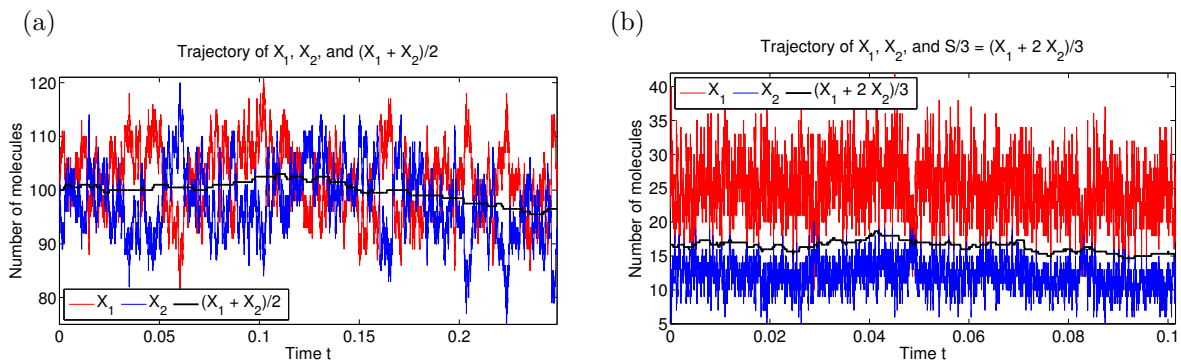 (a)
Trajectory of X₁, X₂, and (X₁ + X₂)/2
120
110
100
90
80
Number of molecules
X₁ X₂ (X₁ + X₂)/2
0 0.05 0.1 0.15 0.2
Time t
(b)
Trajectory of X₁, X₂, and S/3 = (X₁ + 2 X₂)/3
40
35
30
25
20
15
10
5
Number of molecules
X₁ X₂ (X₁ + 2 X₂)/3
0 0.02 0.04 0.06 0.08 0.1
Time t